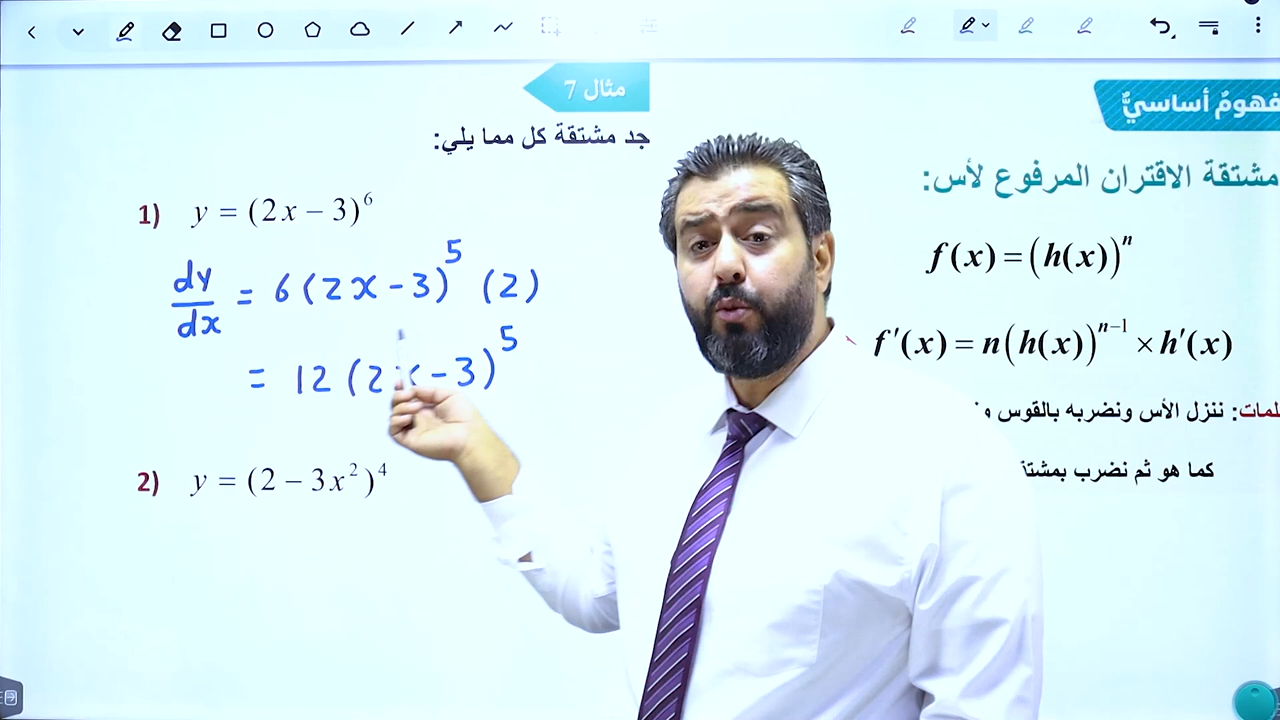 مفهومٌ أساسيٌّ
مشتقة الاقتران المرفوع لأس:
f(x) = (h(x))ⁿ
f'(x) = n(h(x))ⁿ⁻¹ × h'(x)
ننزل الأس ونضربه بالقوس
كما هو ثم نضرب
مثال 7
جد مشتقة كل مما يلي:
1) y = (2x − 3)⁶
dy/dx = 6(2x − 3)⁵ (2)
= 12(2x − 3)⁵
2) y = (2 − 3x²)⁴